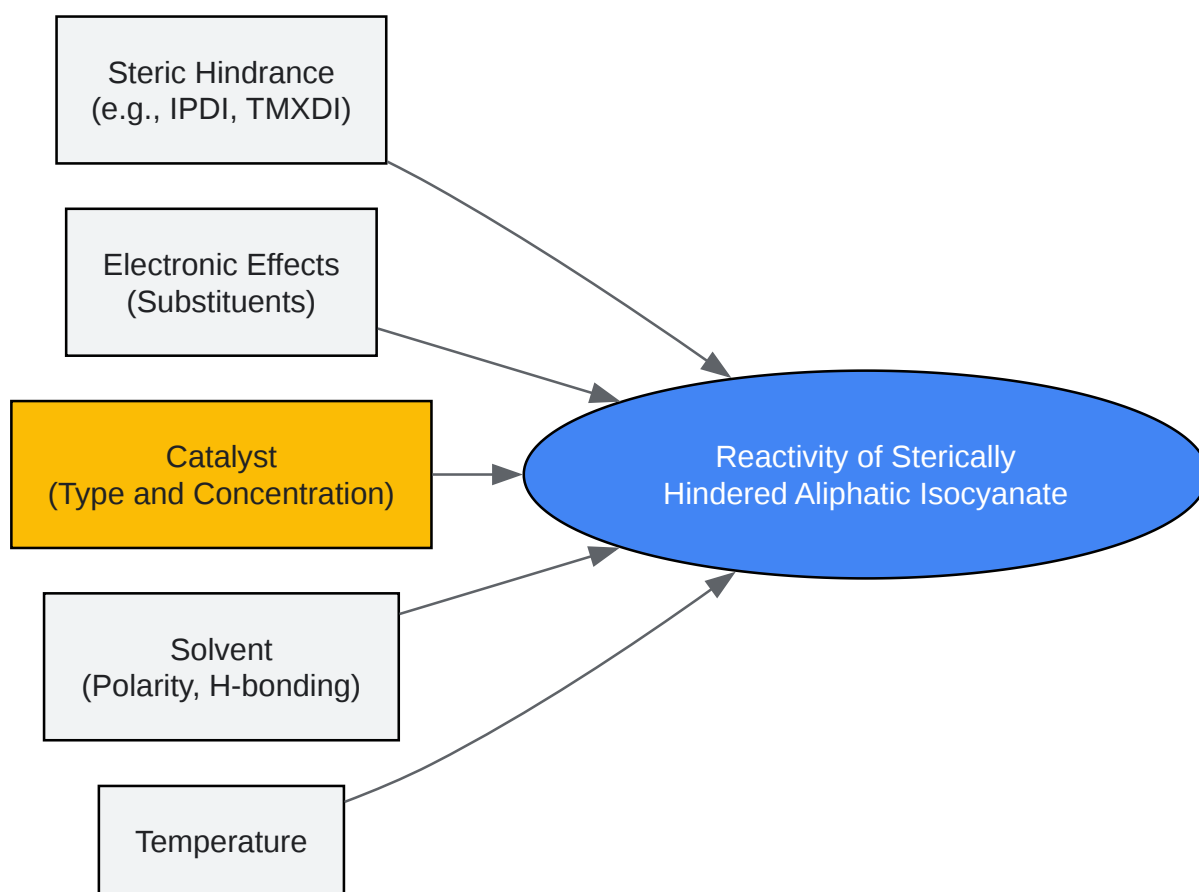 Steric Hindrance
(e.g., IPDI, TMXDI)
Electronic Effects
(Substituents)
Catalyst
(Type and Concentration)
Solvent
(Polarity, H-bonding)
Temperature
Reactivity of Sterically
Hindered Aliphatic Isocyanate